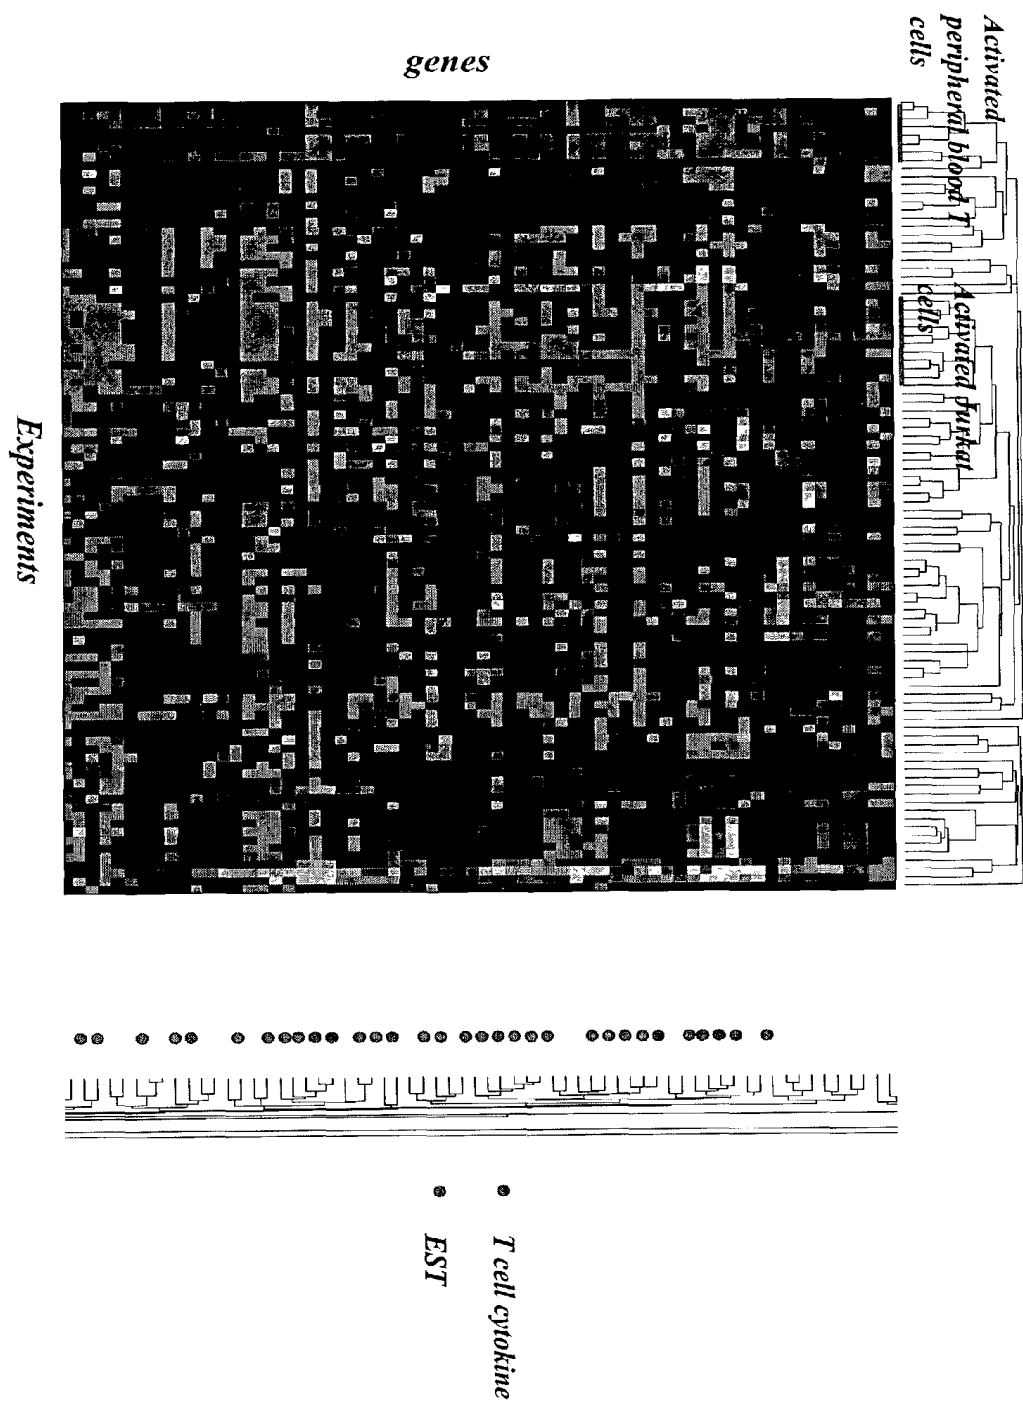 Activated
peripheral blood T
cells
Activated Jurkat
cells
genes
Experiments
T cell cytokine
EST